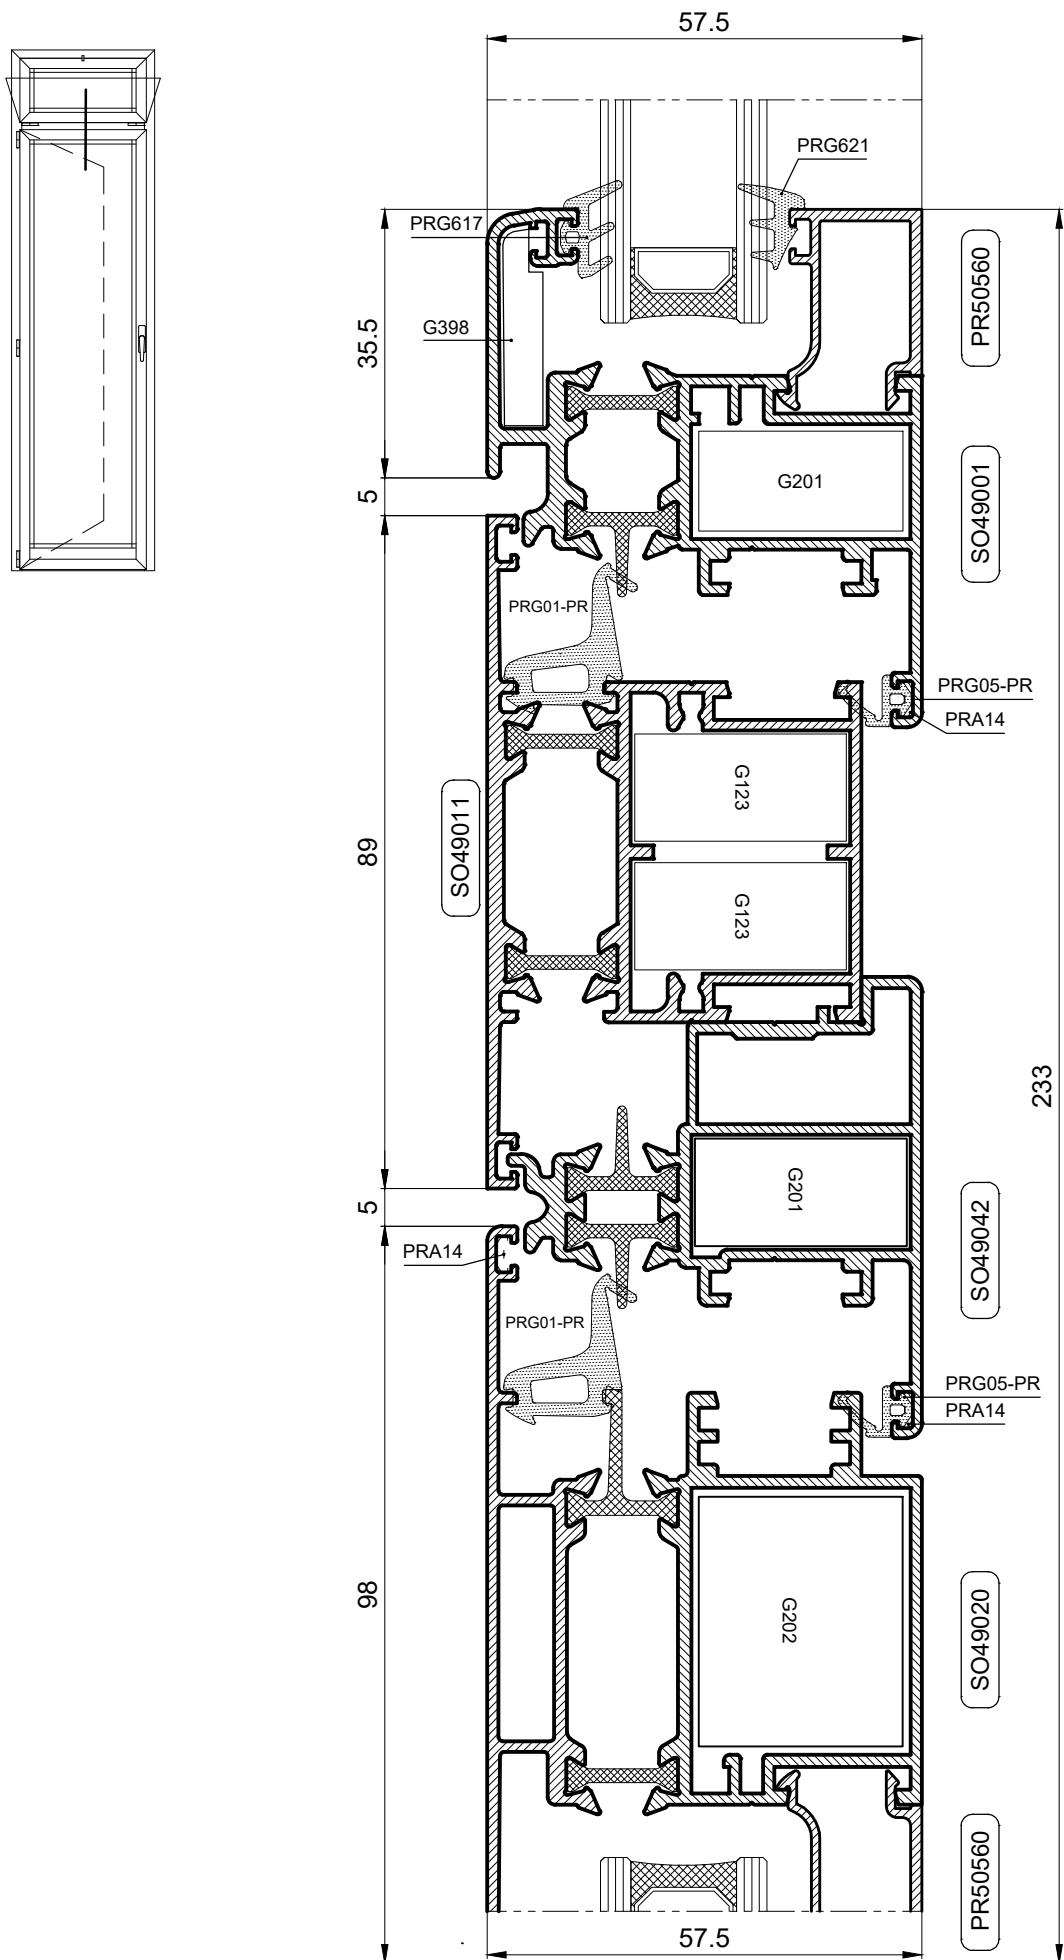 57.5
PRG621
PRG617
PR50560
G398
35.5
G201
SO49001
5
PRG01-PR
PRG05-PR
PRA14
G123
SO49011
89
G123
233
G201
5
SO49042
PRA14
PRG01-PR
PRG05-PR
PRA14
98
G202
SO49020
PR50560
57.5